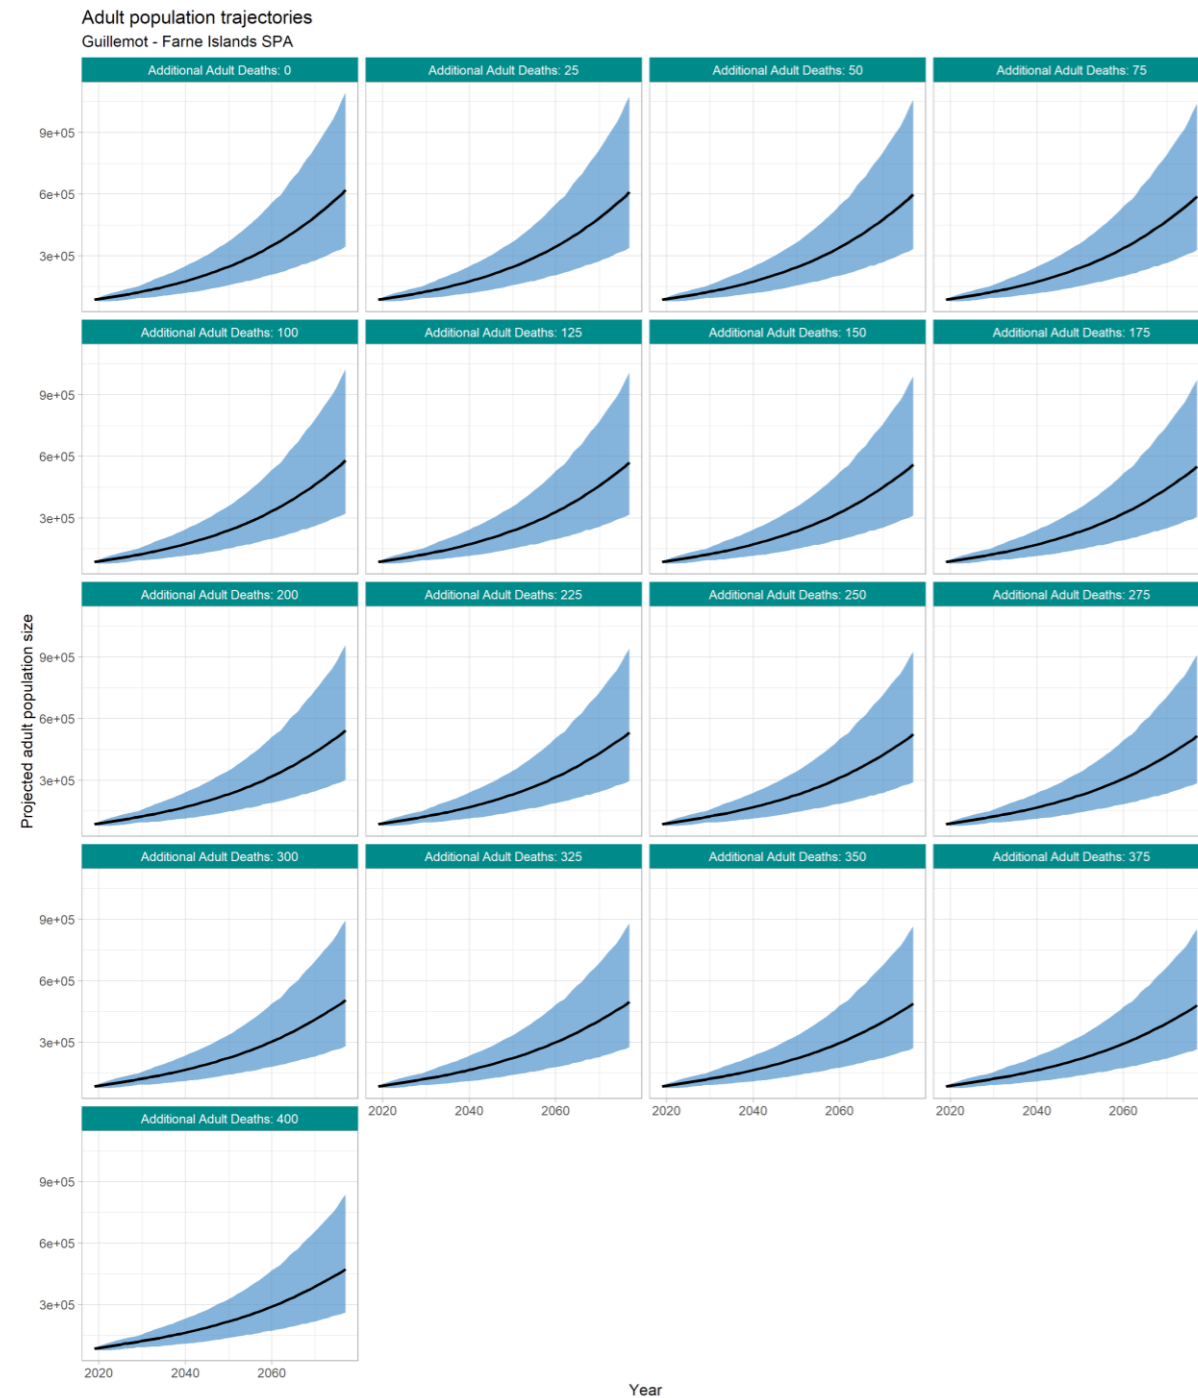 Adult population trajectories
Guillemot - Farne Islands SPA
Additional Adult Deaths: 0
Additional Adult Deaths: 25
Additional Adult Deaths: 50
Additional Adult Deaths: 75
9e+05
6e+05
3e+05
Additional Adult Deaths: 100
Additional Adult Deaths: 125
Additional Adult Deaths: 150
Additional Adult Deaths: 175
9e+05
6e+05
3e+05
Additional Adult Deaths: 200
Additional Adult Deaths: 225
Additional Adult Deaths: 250
Additional Adult Deaths: 275
9e+05
6e+05
3e+05
Projected adult population size
Additional Adult Deaths: 300
Additional Adult Deaths: 325
Additional Adult Deaths: 350
Additional Adult Deaths: 375
9e+05
6e+05
3e+05
2020 2040 2060
2020 2040 2060
2020 2040 2060
Additional Adult Deaths: 400
9e+05
6e+05
3e+05
2020 2040 2060
Year